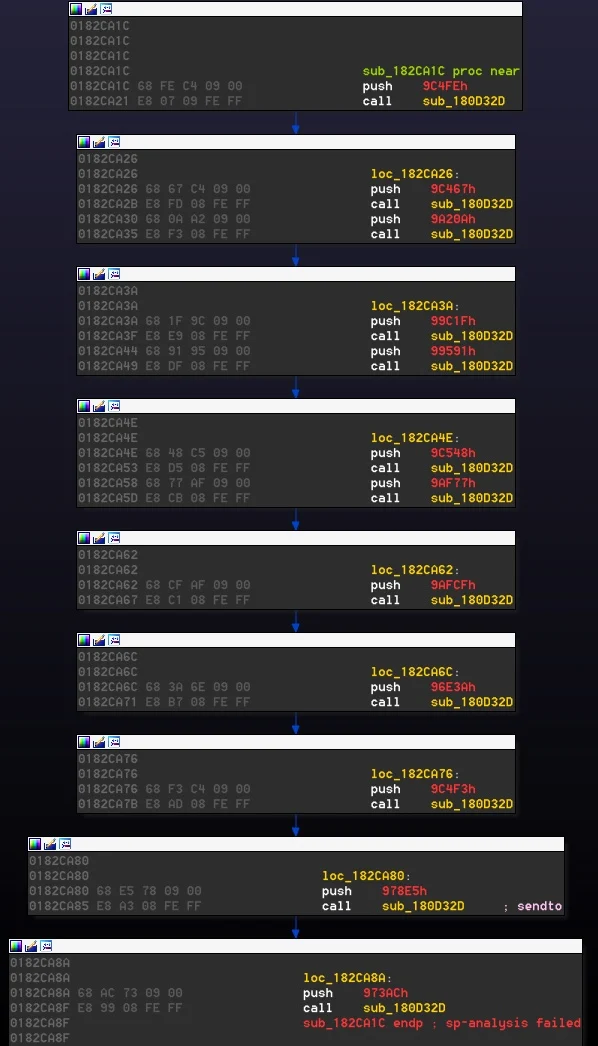 0182CA1C
0182CA1C
0182CA1C
0182CA1C sub_182CA1C proc near
0182CA1C 68 FE C4 09 00 push 9C4FEh
0182CA21 E8 07 09 FE FF call sub_180D32D
0182CA26
0182CA26 loc_182CA26:
0182CA26 68 67 C4 09 00 push 9C467h
0182CA2B E8 FD 08 FE FF call sub_180D32D
0182CA30 68 0A A2 09 00 push 9A20Ah
0182CA35 E8 F3 08 FE FF call sub_180D32D
0182CA3A
0182CA3A loc_182CA3A:
0182CA3A 68 1F 9C 09 00 push 99C1Fh
0182CA3F E8 E9 08 FE FF call sub_180D32D
0182CA44 68 91 95 09 00 push 99591h
0182CA49 E8 DF 08 FE FF call sub_180D32D
0182CA4E
0182CA4E loc_182CA4E:
0182CA4E 68 48 C5 09 00 push 9C548h
0182CA53 E8 D5 08 FE FF call sub_180D32D
0182CA58 68 77 AF 09 00 push 9AF77h
0182CA5D E8 CB 08 FE FF call sub_180D32D
0182CA62
0182CA62 loc_182CA62:
0182CA62 68 CF AF 09 00 push 9AFCFh
0182CA67 E8 C1 08 FE FF call sub_180D32D
0182CA6C
0182CA6C loc_182CA6C:
0182CA6C 68 3A 6E 09 00 push 96E3Ah
0182CA71 E8 B7 08 FE FF call sub_180D32D
0182CA76
0182CA76 loc_182CA76:
0182CA76 68 F3 C4 09 00 push 9C4F3h
0182CA7B E8 AD 08 FE FF call sub_180D32D
0182CA80
0182CA80 loc_182CA80:
0182CA80 68 E5 78 09 00 push 978E5h
0182CA85 E8 A3 08 FE FF call sub_180D32D ; sendto
0182CA8A
0182CA8A loc_182CA8A:
0182CA8A 68 AC 73 09 00 push 973ACh
0182CA8F E8 99 08 FE FF call sub_180D32D
0182CA8F sub_182CA1C endp ; sp-analysis failed
0182CA8F